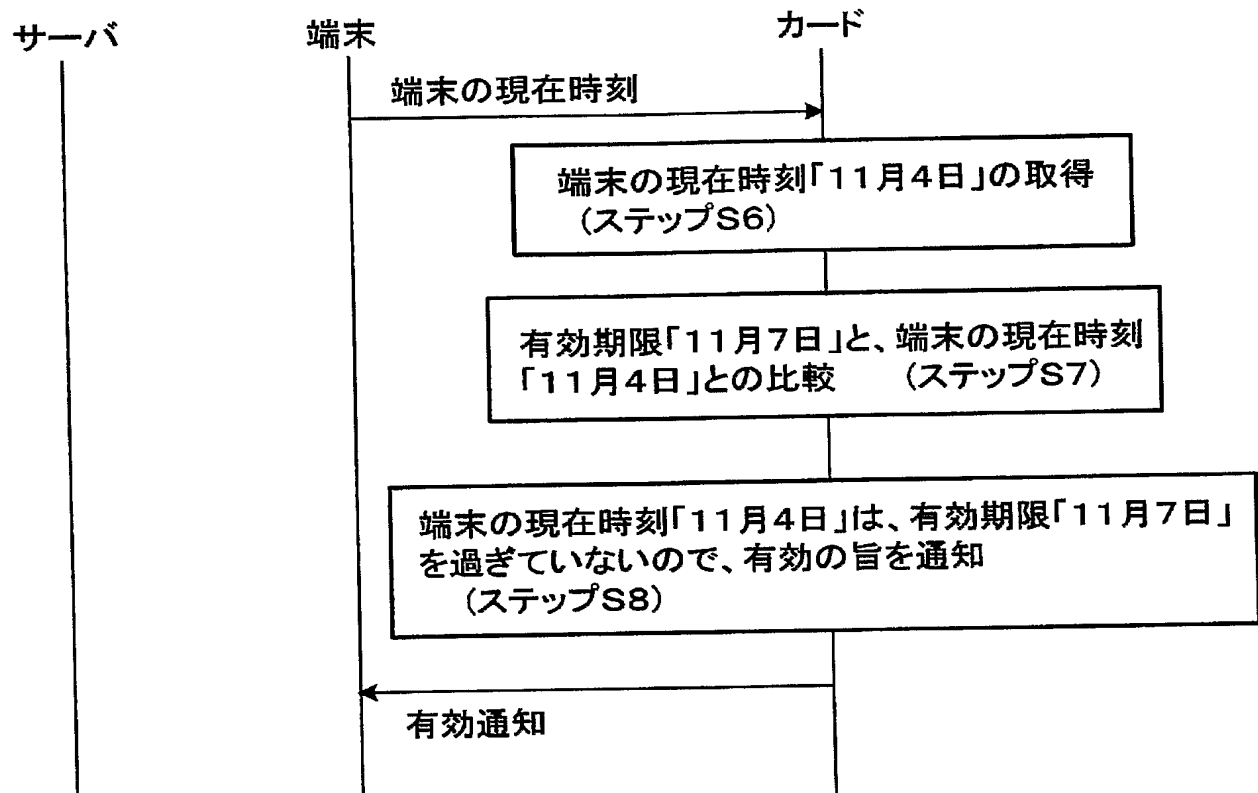 サーバ
端末
カード
端末の現在時刻
端末の現在時刻「11月4日」の取得
(ステップS6)
有効期限「11月7日」と、端末の現在時刻
「11月4日」との比較 (ステップS7)
端末の現在時刻「11月4日」は、有効期限「11月7日」
を過ぎていないので、有効の旨を通知
(ステップS8)
有効通知